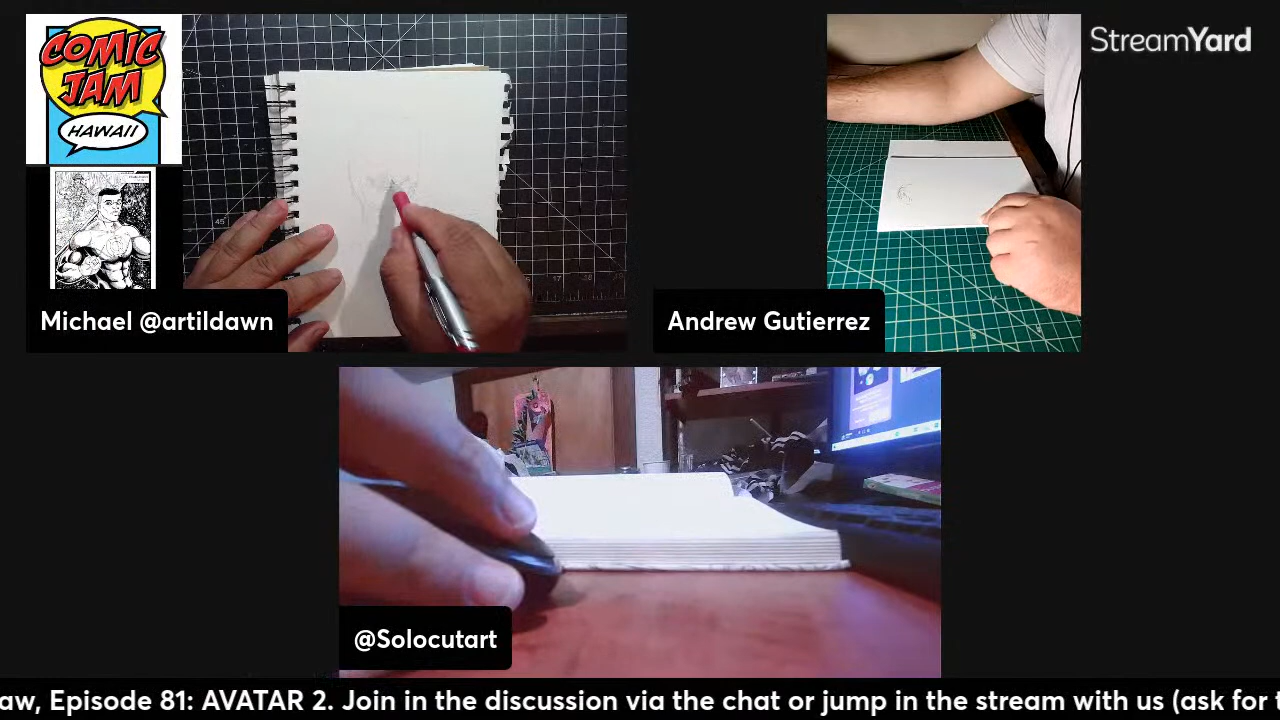 COMIC
JAM
HAWAII
StreamYard
Michael @artildawn
Andrew Gutierrez
@Solocutart
aw, Episode 81: AVATAR 2. Join in the discussion via the chat or jump in the stream with us (ask for t